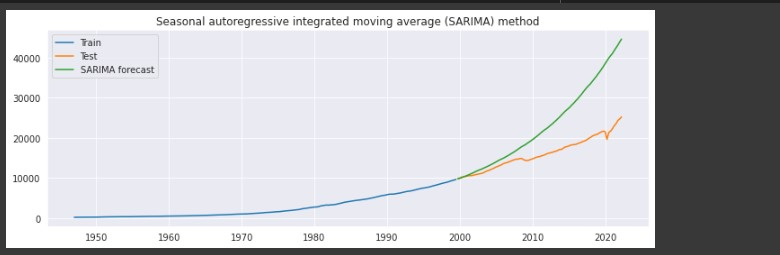 Seasonal autoregressive integrated moving average (SARIMA) method
Train
Test
SARIMA forecast
40000
30000
20000
10000
0
1950 1960 1970 1980 1990 2000 2010 2020